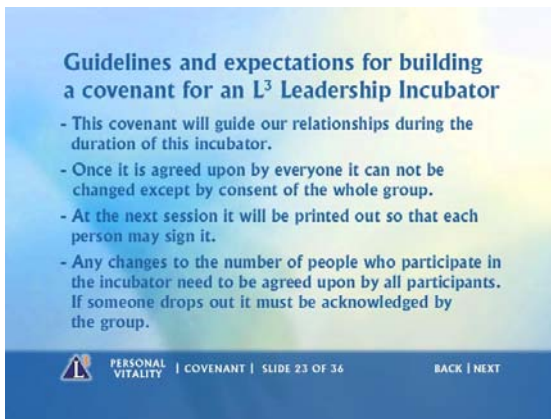 Guidelines and expectations for building
a covenant for an L³ Leadership Incubator
- This covenant will guide our relationships during the
duration of this incubator.
- Once it is agreed upon by everyone it can not be
changed except by consent of the whole group.
- At the next session it will be printed out so that each
person may sign it.
- Any changes to the number of people who participate in
the incubator need to be agreed upon by all participants.
If someone drops out it must be acknowledged by
the group.
L3 PERSONAL
VITALITY | COVENANT | SLIDE 23 OF 36 BACK | NEXT